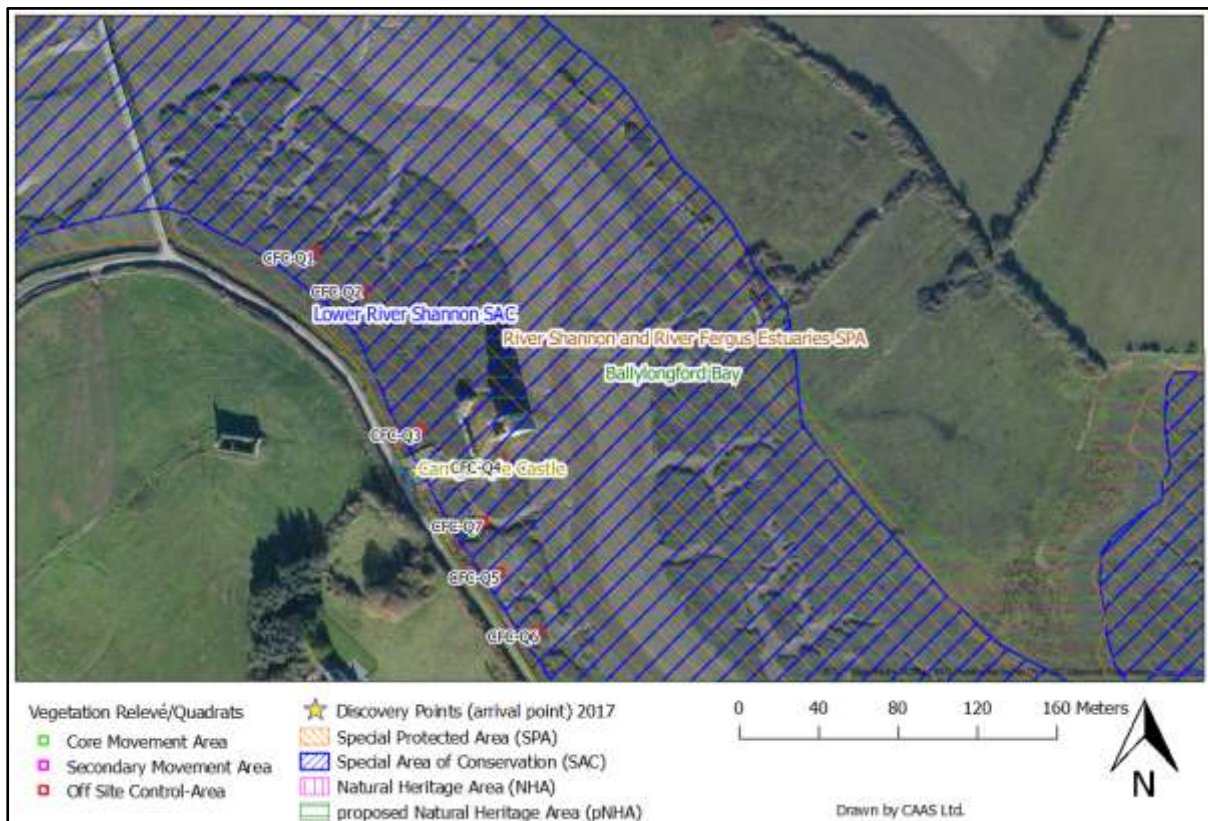 CFC-Q1
CFC-Q2
Lower River Shannon SAC
River Shannon and River Fergus Estuaries SPA
Ballylongford Bay
CFC-Q3
CFC-Q4
Castle
CFC-Q7
CFC-Q5
CFC-Q6
Vegetation Relevé/Quadrats
Core Movement Area
Secondary Movement Area
Off Site Control-Area
Discovery Points (arrival point) 2017
Special Protected Area (SPA)
Special Area of Conservation (SAC)
Natural Heritage Area (NHA)
proposed Natural Heritage Area (pNHA)
0 40 80 120 160 Meters
Drawn by CAAS Ltd.
N